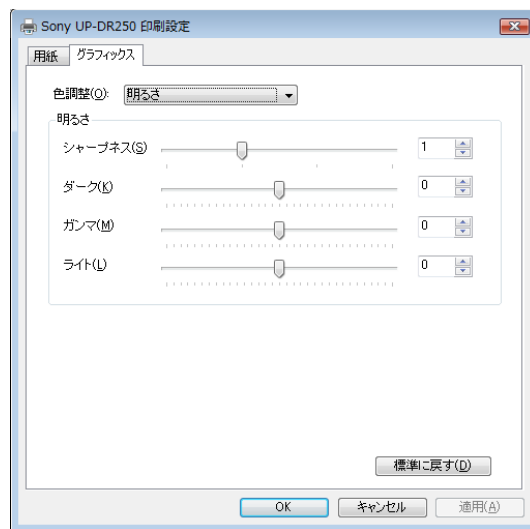 Sony UP-DR250 印刷設定
用紙 グラフィックス
色調整(O): 明るさ
明るさ
シャープネス(S) 1
ダーク(K) 0
ガンマ(M) 0
ライト(L) 0
標準に戻す(D)
OK キャンセル 適用(A)